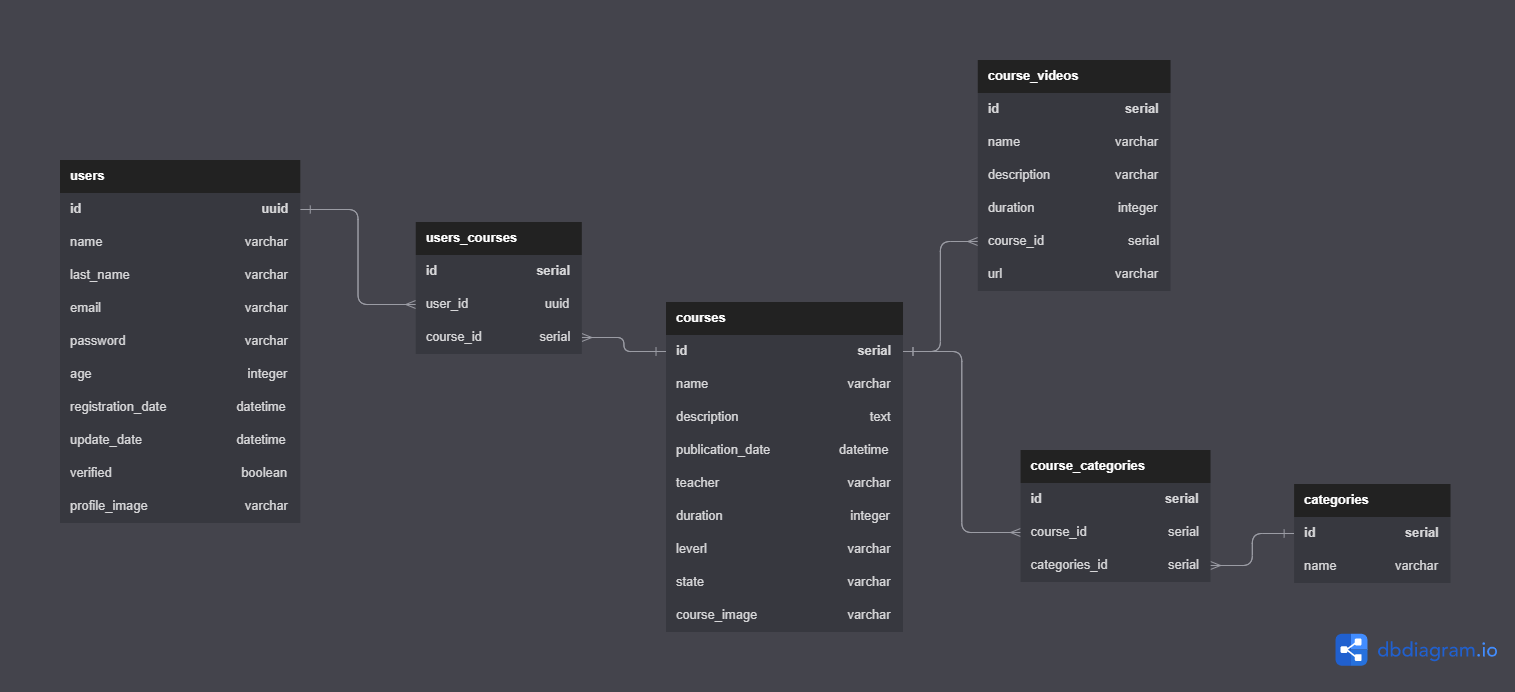 users
id uuid
name varchar
last_name varchar
email varchar
password varchar
age integer
registration_date datetime
update_date datetime
verified boolean
profile_image varchar
users_courses
id serial
user_id uuid
course_id serial
courses
id serial
name varchar
description text
publication_date datetime
teacher varchar
duration integer
leverl varchar
state varchar
course_image varchar
course_videos
id serial
name varchar
description varchar
duration integer
course_id serial
url varchar
course_categories
id serial
course_id serial
categories_id serial
categories
id serial
name varchar
dbdiagram.io